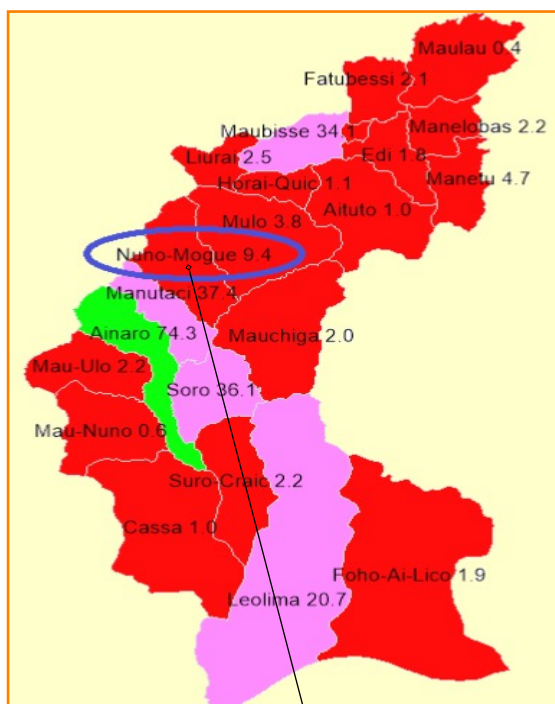 Maulau 0.4
Fatubessi 2.1
Maubisse 34.1
Manelobas 2.2
Liurai 2.5
Edi 1.8
Horai-Quic 1.1
Manetu 4.7
Aituto 1.0
Mulo 3.8
Nuno-Mogue 9.4
Manutaci 37.4
Ainaro 74.3
Mauchiga 2.0
Mau-Ulo 2.2
Soro 36.1
Mau-Nuno 0.6
Suro-Craic 2.2
Cassa 1.0
Foho-Ai-Lico 1.9
Leolima 20.7